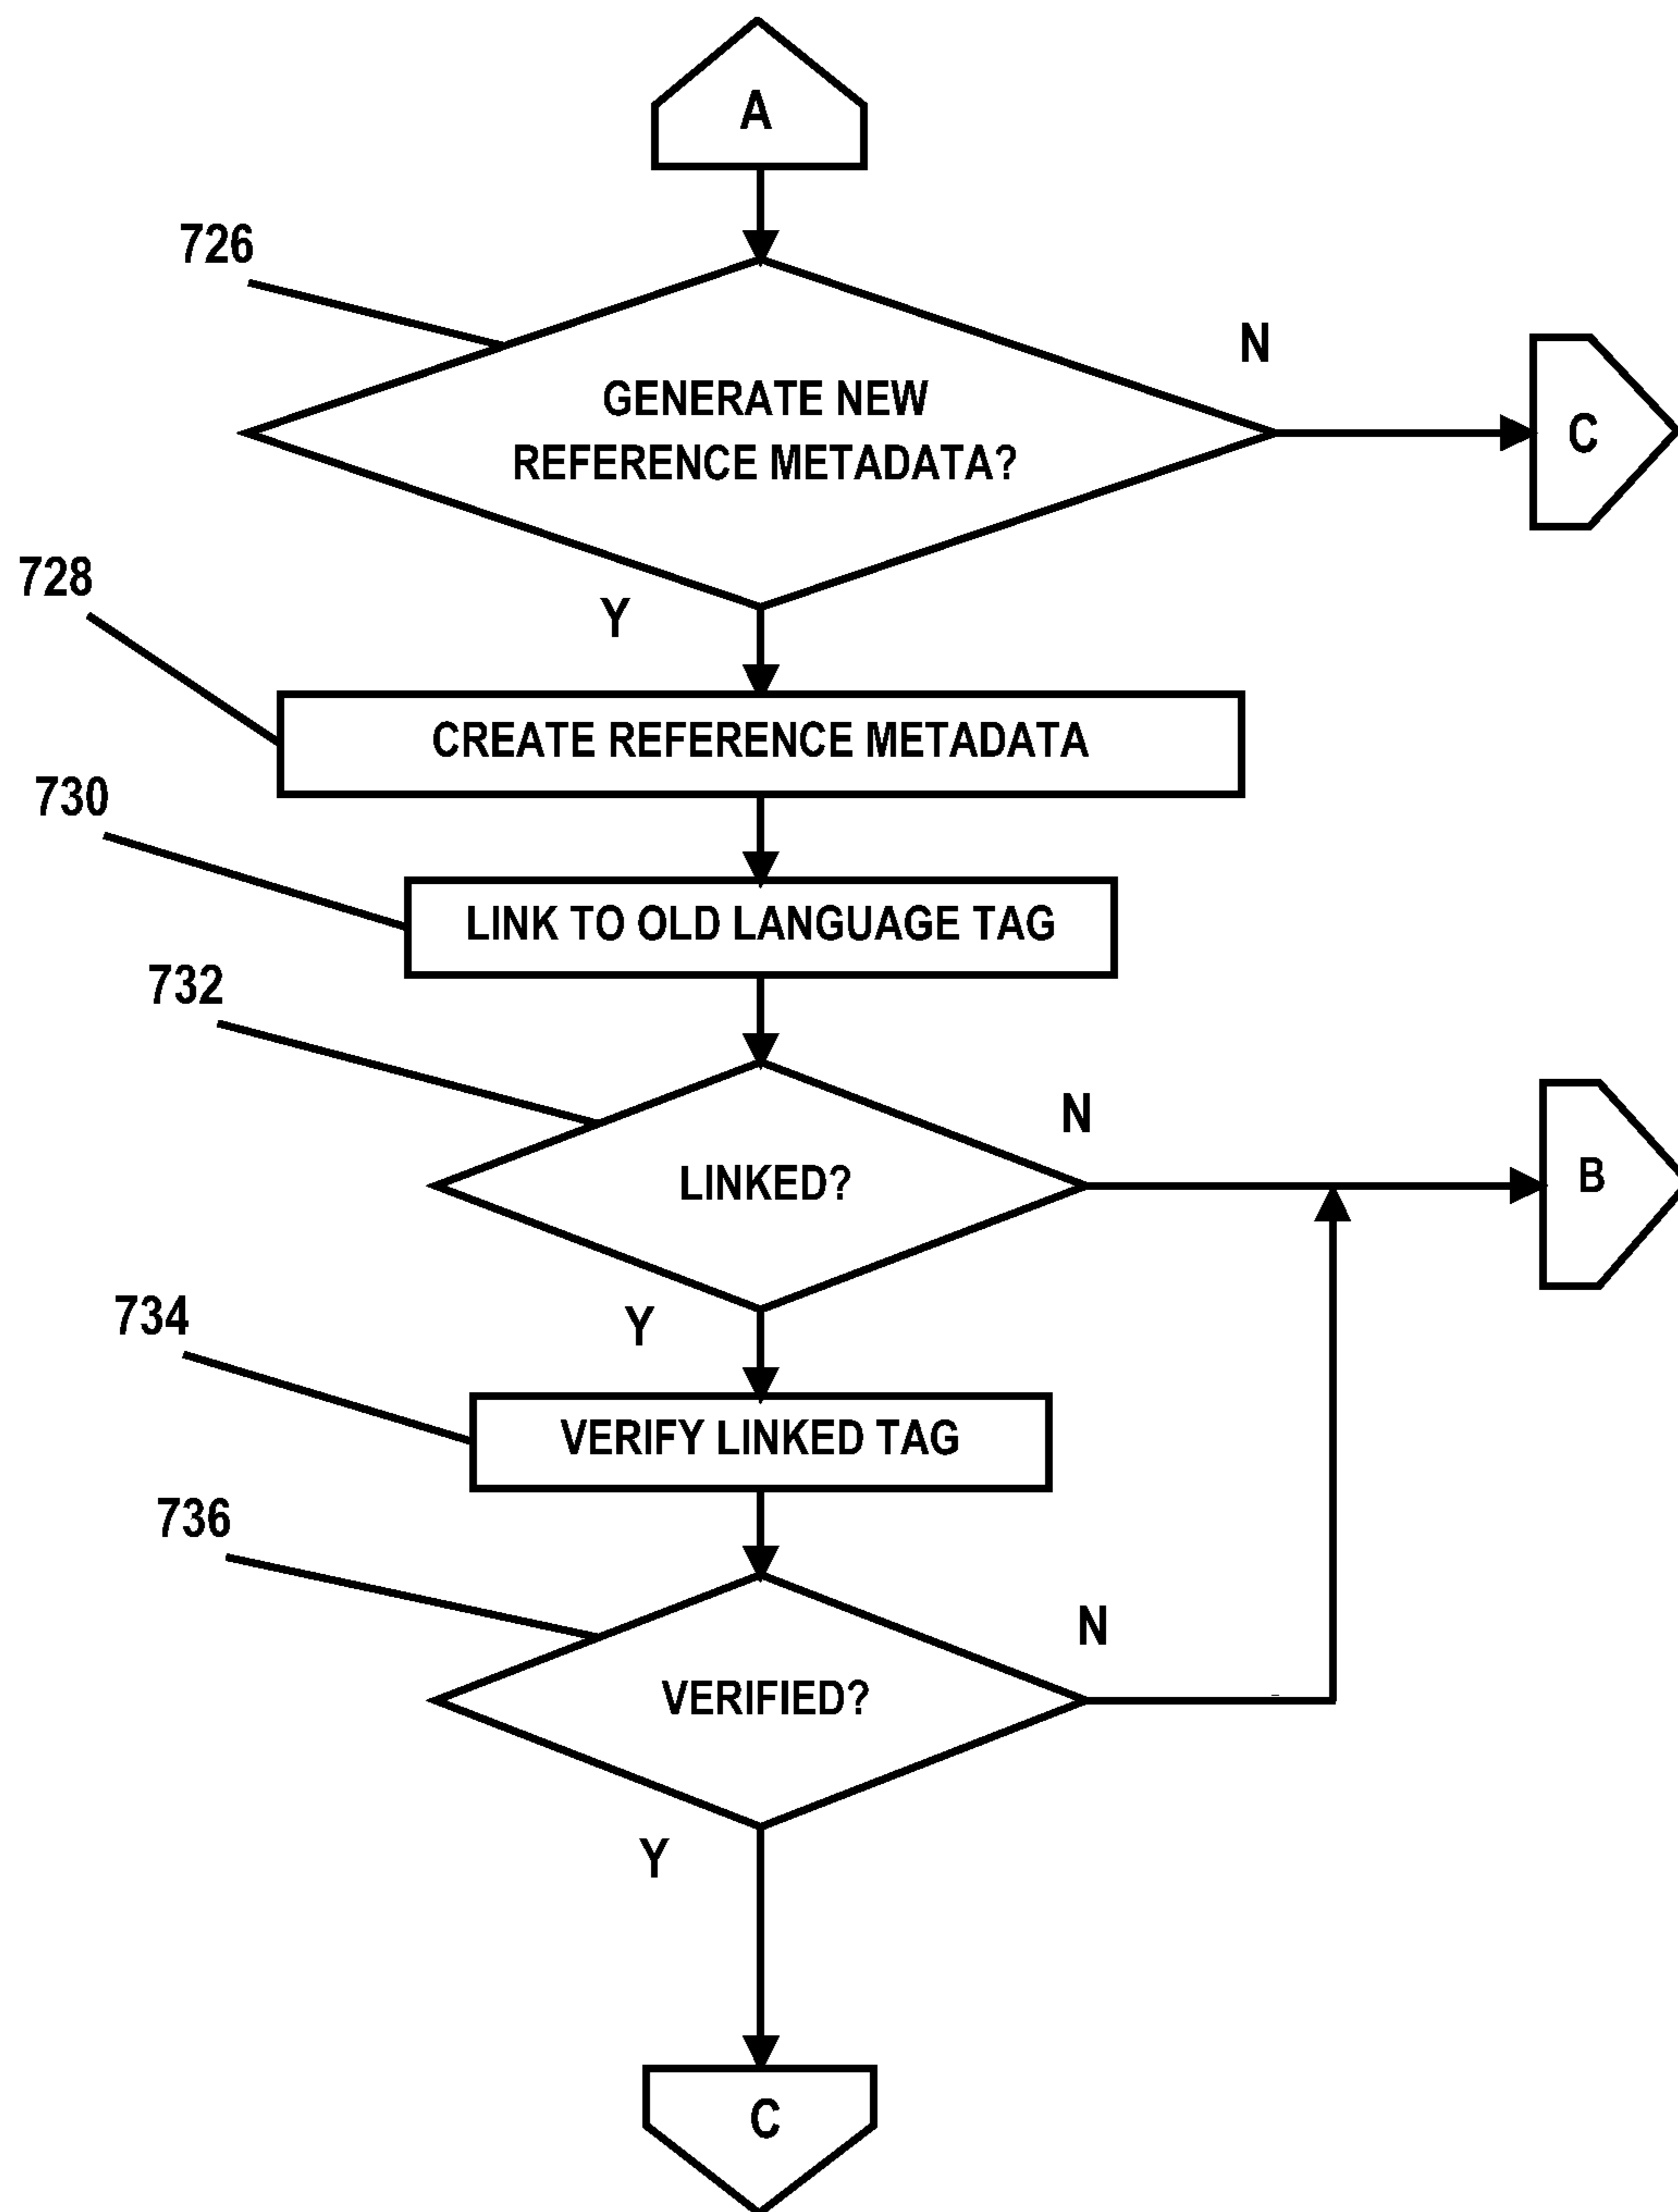 A
726
N
GENERATE NEW
REFERENCE METADATA?
C
728
Y
CREATE REFERENCE METADATA
730
LINK TO OLD LANGUAGE TAG
732
N
LINKED?
B
734
Y
VERIFY LINKED TAG
736
N
VERIFIED?
Y
C